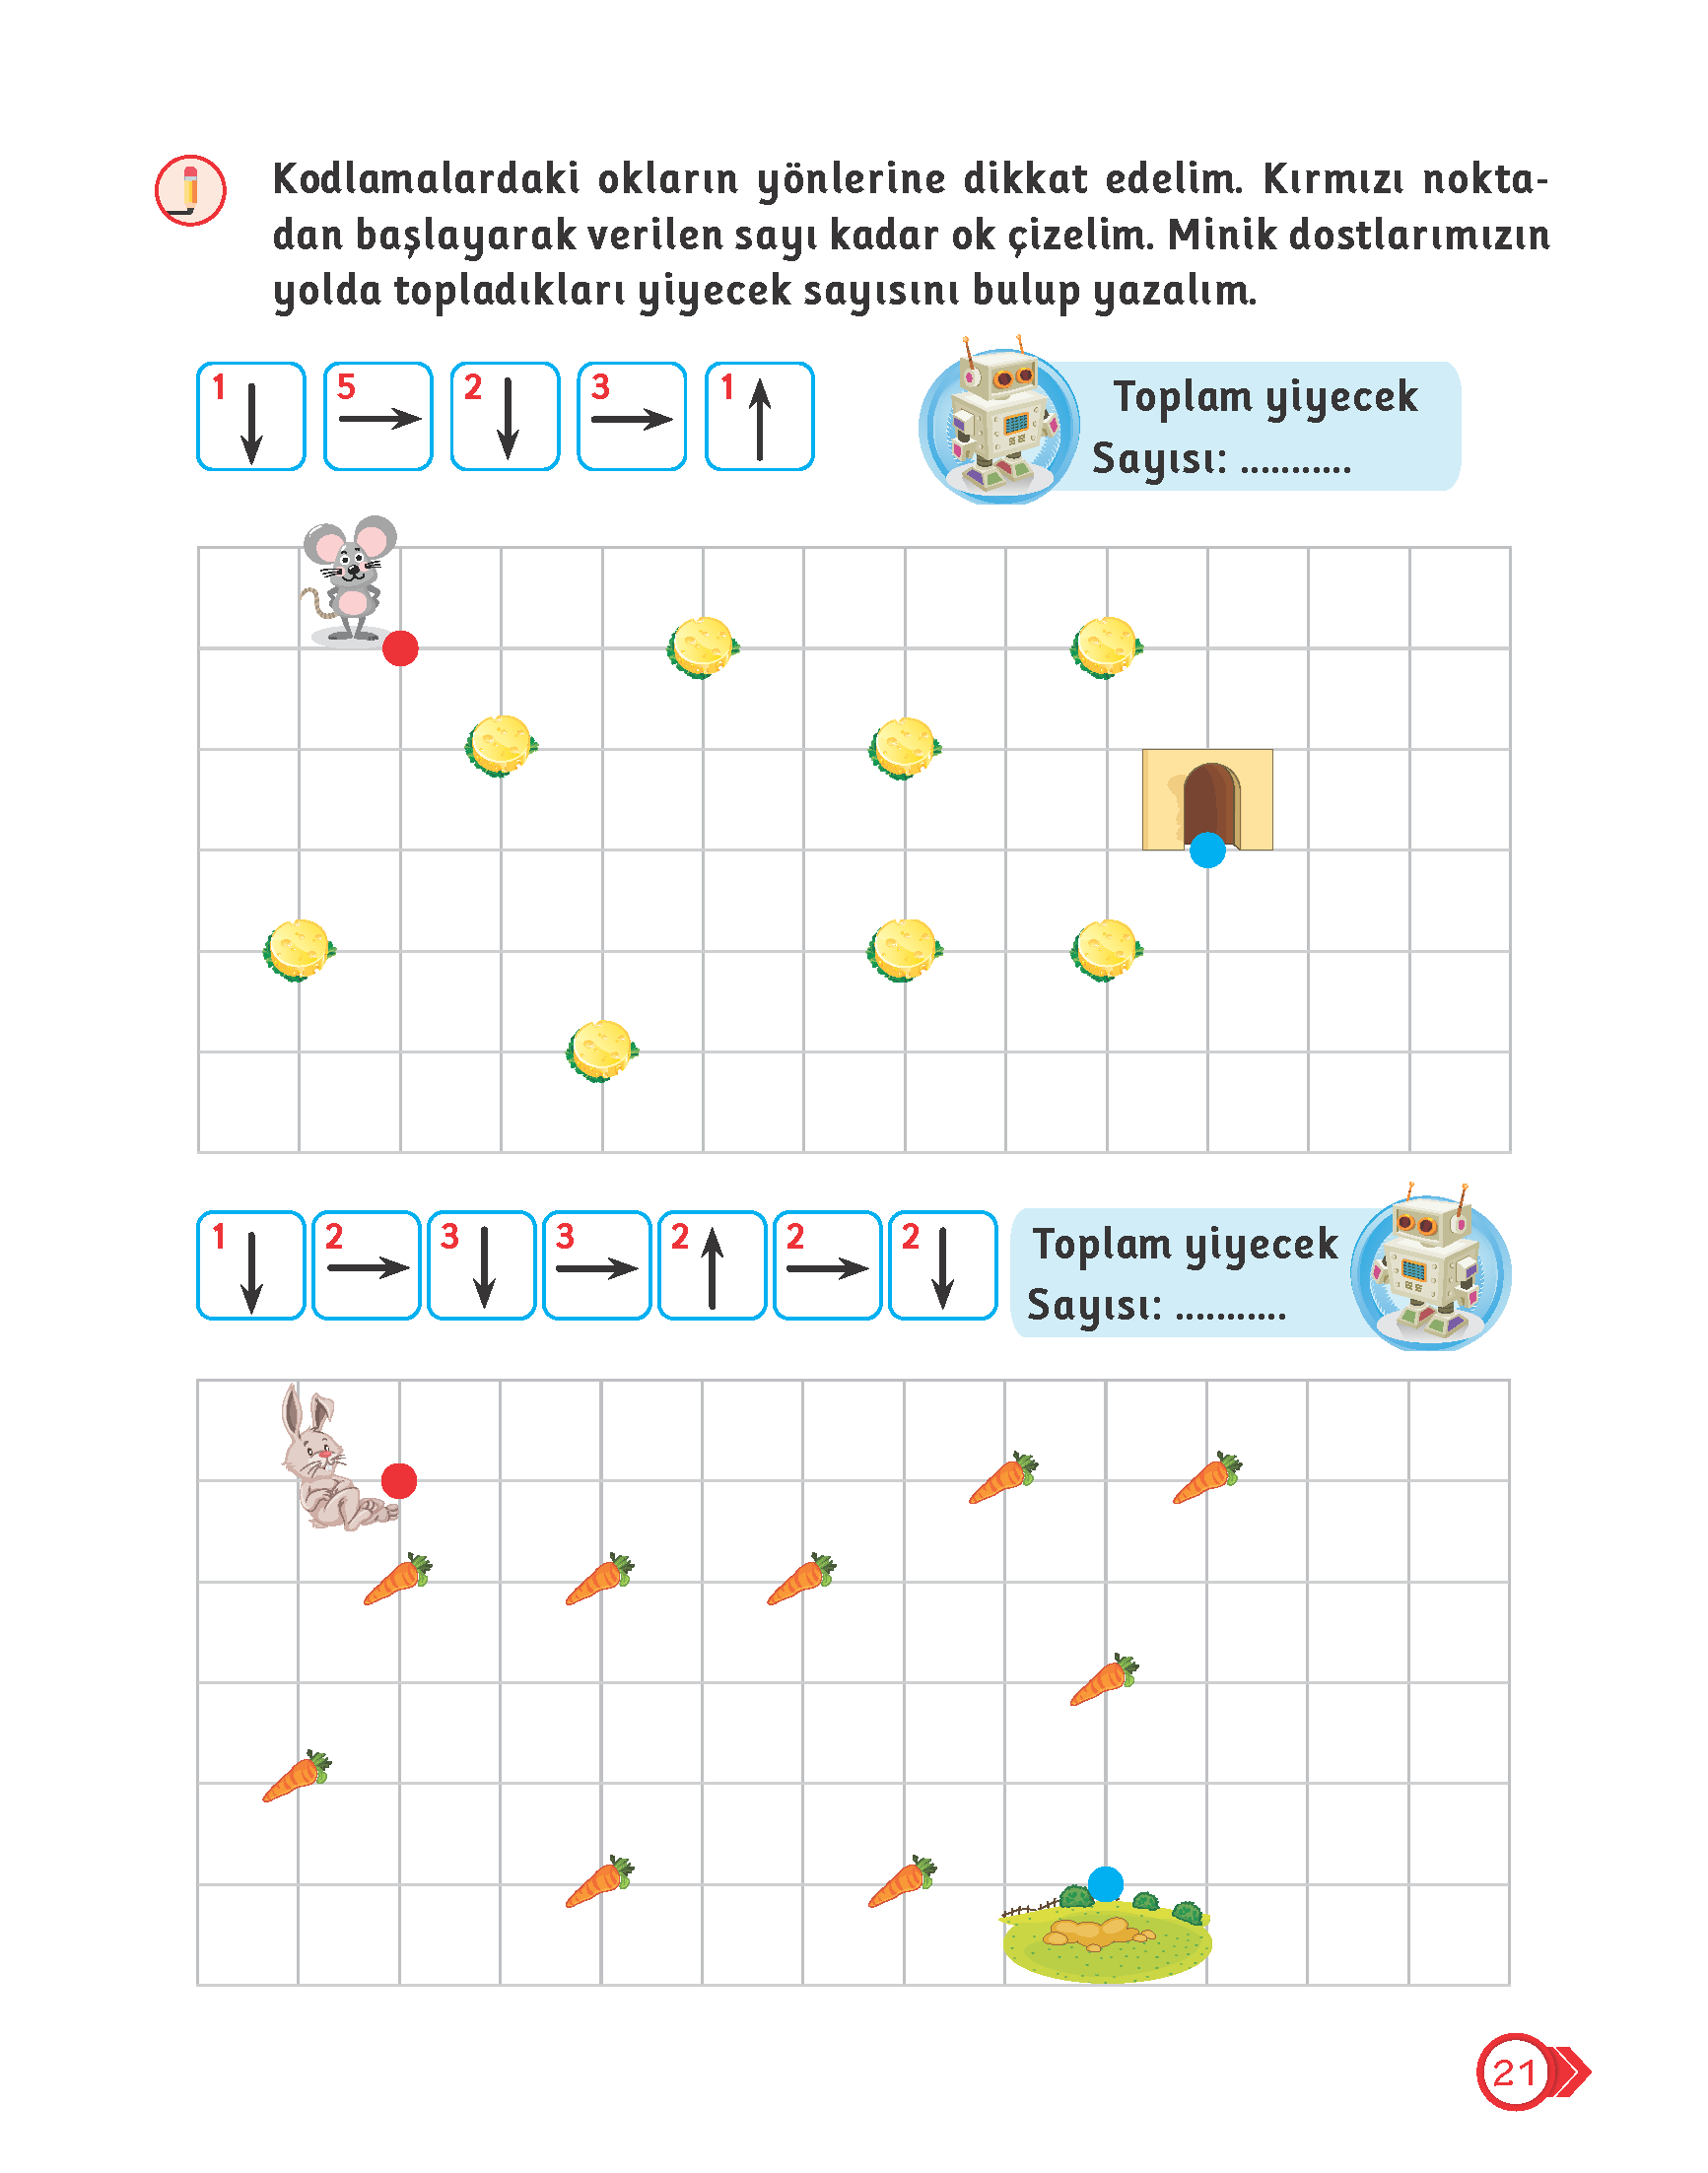 Kodlamalardaki okların yönlerine dikkat edelim. Kırmızı nokta-
dan başlayarak verilen sayı kadar ok çizelim. Minik dostlarımızın
yolda topladıkları yiyecek sayısını bulup yazalım.
1 5 2 3 1
Toplam yiyecek
Sayısı: ...........
1 2 3 3 2 2 2
Toplam yiyecek
Sayısı: ...........
21